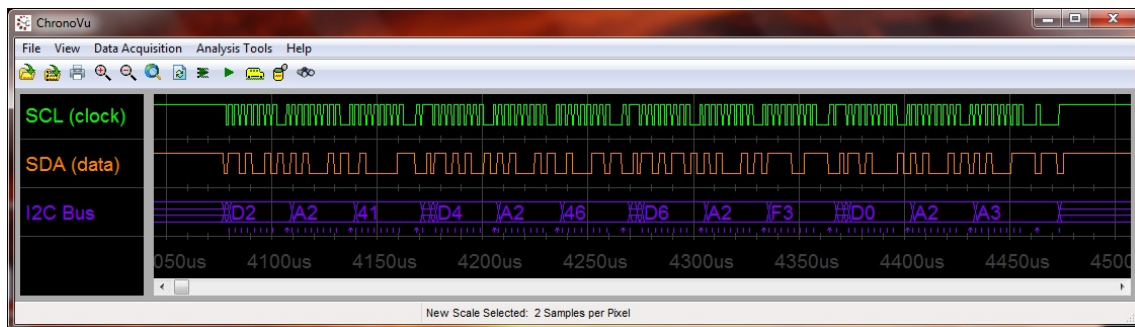 ChronoVu
File View Data Acquisition Analysis Tools Help
SCL (clock)
SDA (data)
I2C Bus D2 A2 41 D4 A2 46 D6 A2 F3 D0 A2 A3
050us 4100us 4150us 4200us 4250us 4300us 4350us 4400us 4450us 4500
New Scale Selected: 2 Samples per Pixel